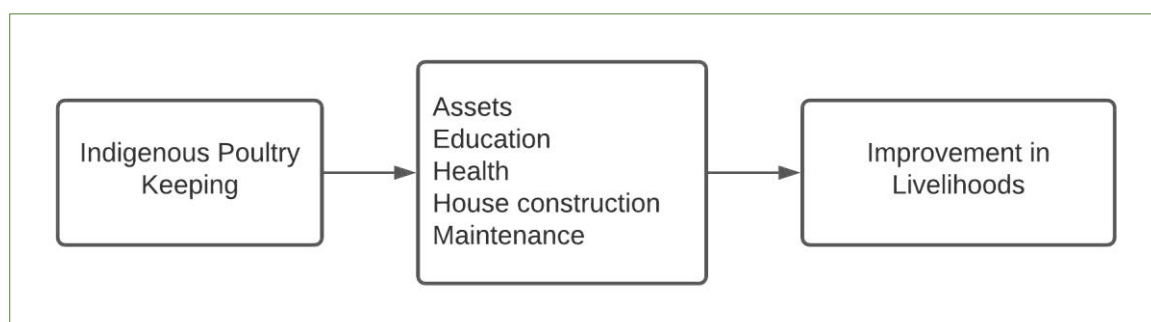 Indigenous Poultry
Keeping
Assets
Education
Health
House construction
Maintenance
Improvement in
Livelihoods